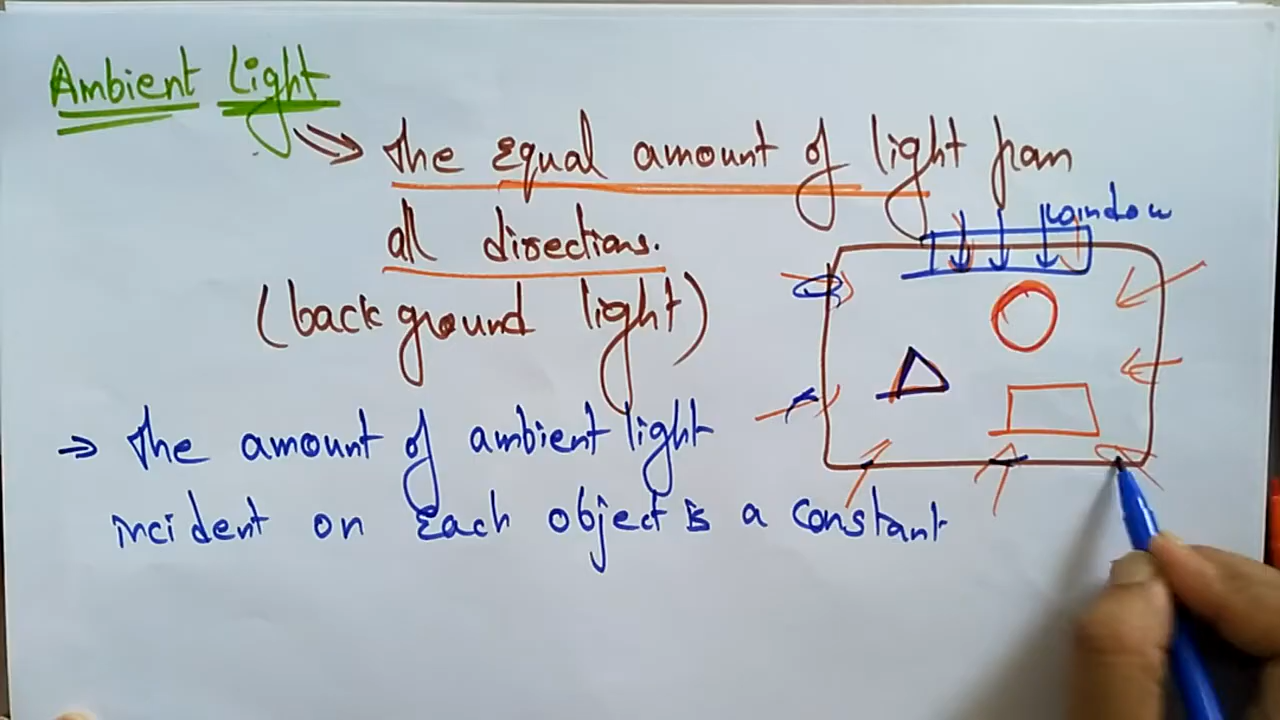 Ambient Light
the Equal amount of light from
all directions.
window
(background light)
→ the amount of ambient light
incident on Each object is a constant